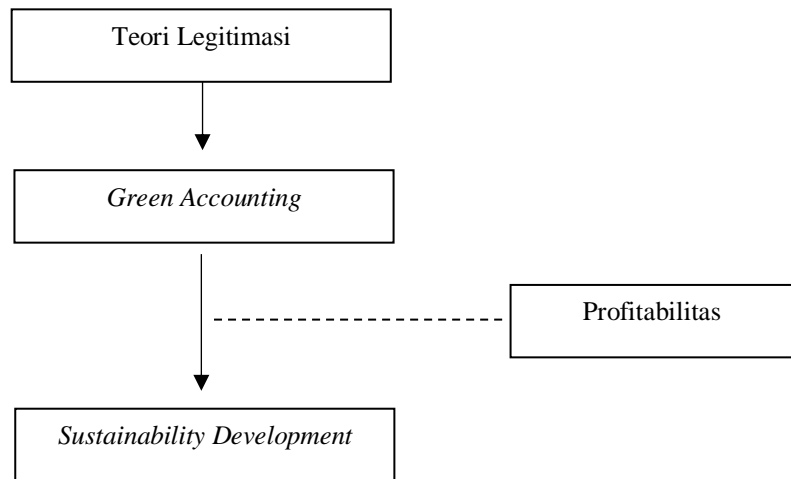 Teori Legitimasi
Green Accounting
Profitabilitas
Sustainability Development